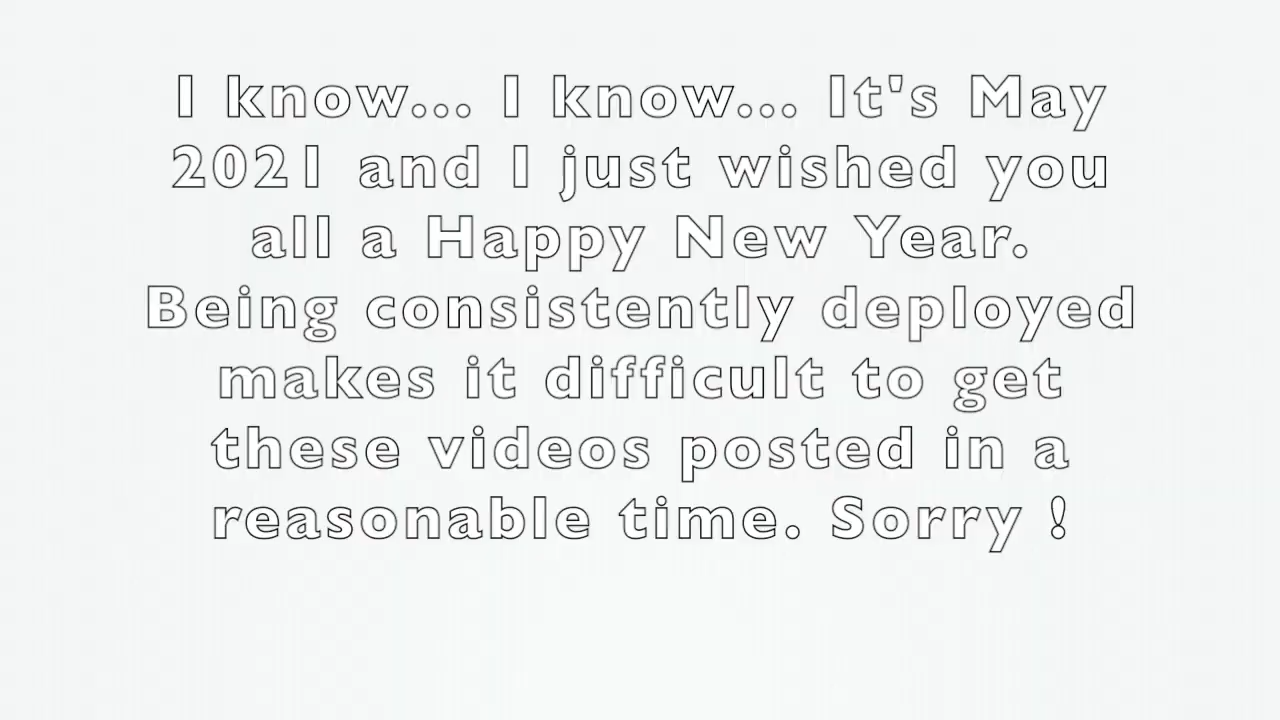 I know... I know... It's May
2021 and I just wished you
all a Happy New Year.
Being consistently deployed
makes it difficult to get
these videos posted in a
reasonable time. Sorry !